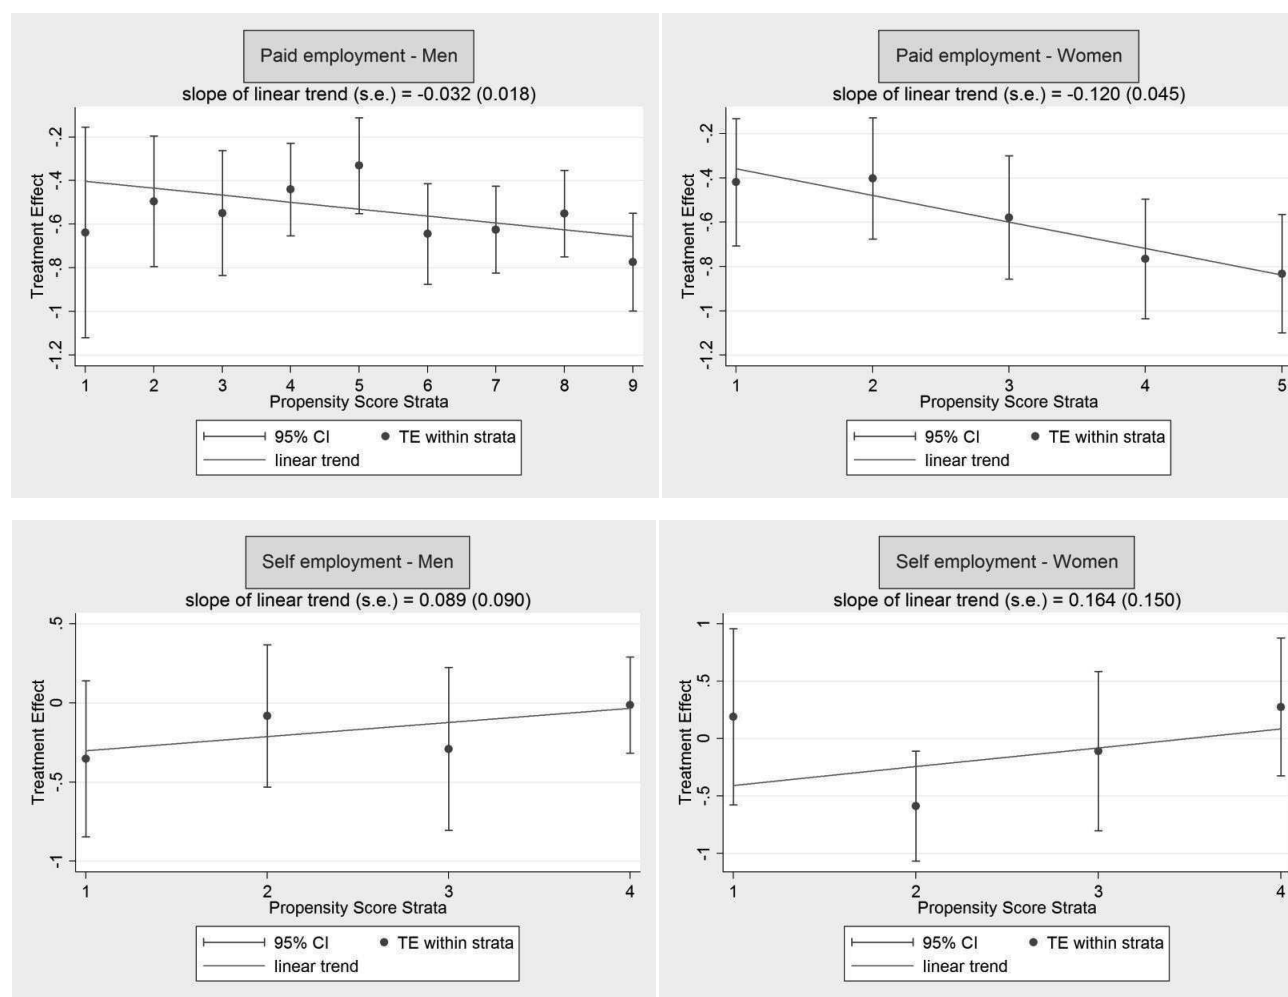 Paid employment - Men
slope of linear trend (s.e.) = -0.032 (0.018)
Treatment Effect
-.2
-.4
-.6
-.8
-1
-1.2
1 2 3 4 5 6 7 8 9
Propensity Score Strata
95% CI TE within strata
linear trend
Paid employment - Women
slope of linear trend (s.e.) = -0.120 (0.045)
Treatment Effect
-.2
-.4
-.6
-.8
-1
-1.2
1 2 3 4 5
Propensity Score Strata
95% CI TE within strata
linear trend
Self employment - Men
slope of linear trend (s.e.) = 0.089 (0.090)
Treatment Effect
.5
0
-.5
-1
1 2 3 4
Propensity Score Strata
95% CI TE within strata
linear trend
Self employment - Women
slope of linear trend (s.e.) = 0.164 (0.150)
Treatment Effect
1
.5
0
-.5
-1
1 2 3 4
Propensity Score Strata
95% CI TE within strata
linear trend